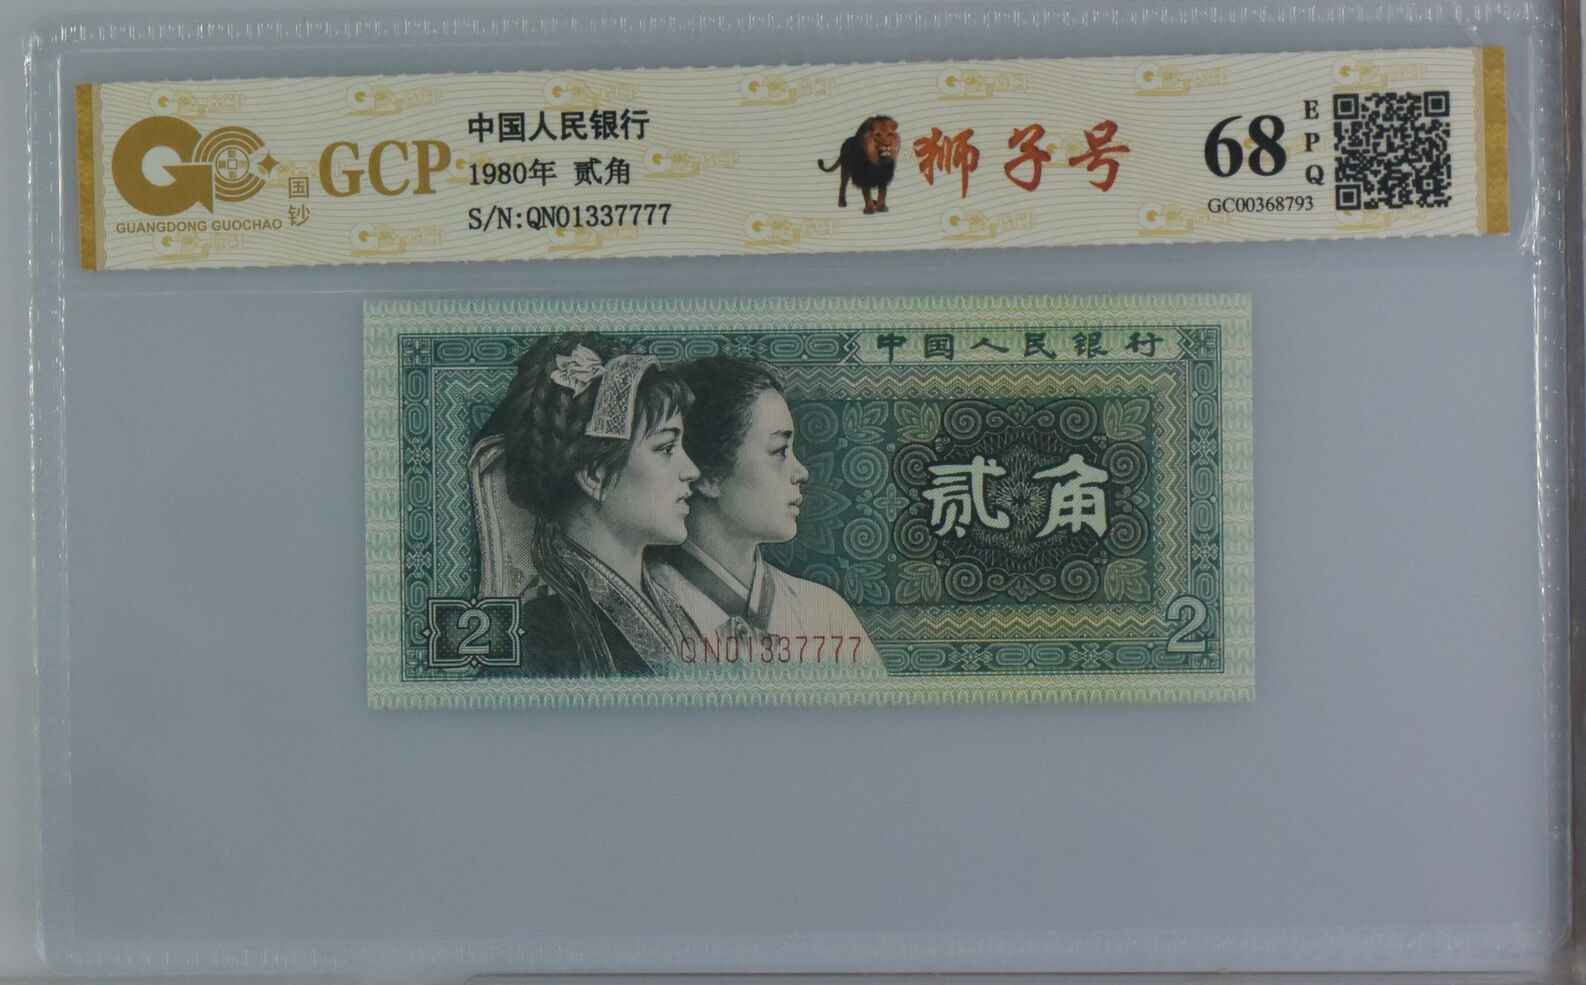 GUANGDONG GUOCHAO
国钞
GCP
中国人民银行
1980年 贰角
S/N:QN01337777
狮子号
68
EPQ
GC00368793
中国人民银行
贰角
2
2
QN01337777